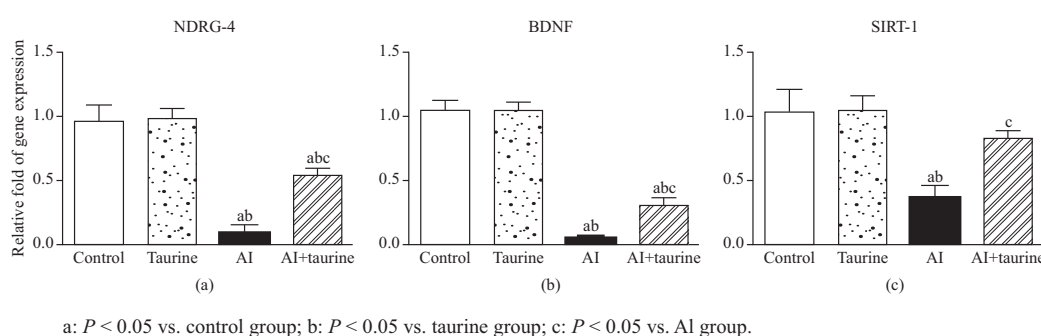 NDRG-4
BDNF
SIRT-1
Relative fold of gene expression
1.5
1.0
0.5
0.0
ab
abc
Control Taurine AI AI+taurine
(a)
1.5
1.0
0.5
0.0
ab
abc
Control Taurine AI AI+taurine
(b)
1.5
1.0
0.5
0.0
ab
c
Control Taurine AI AI+taurine
(c)
a: P < 0.05 vs. control group; b: P < 0.05 vs. taurine group; c: P < 0.05 vs. Al group.